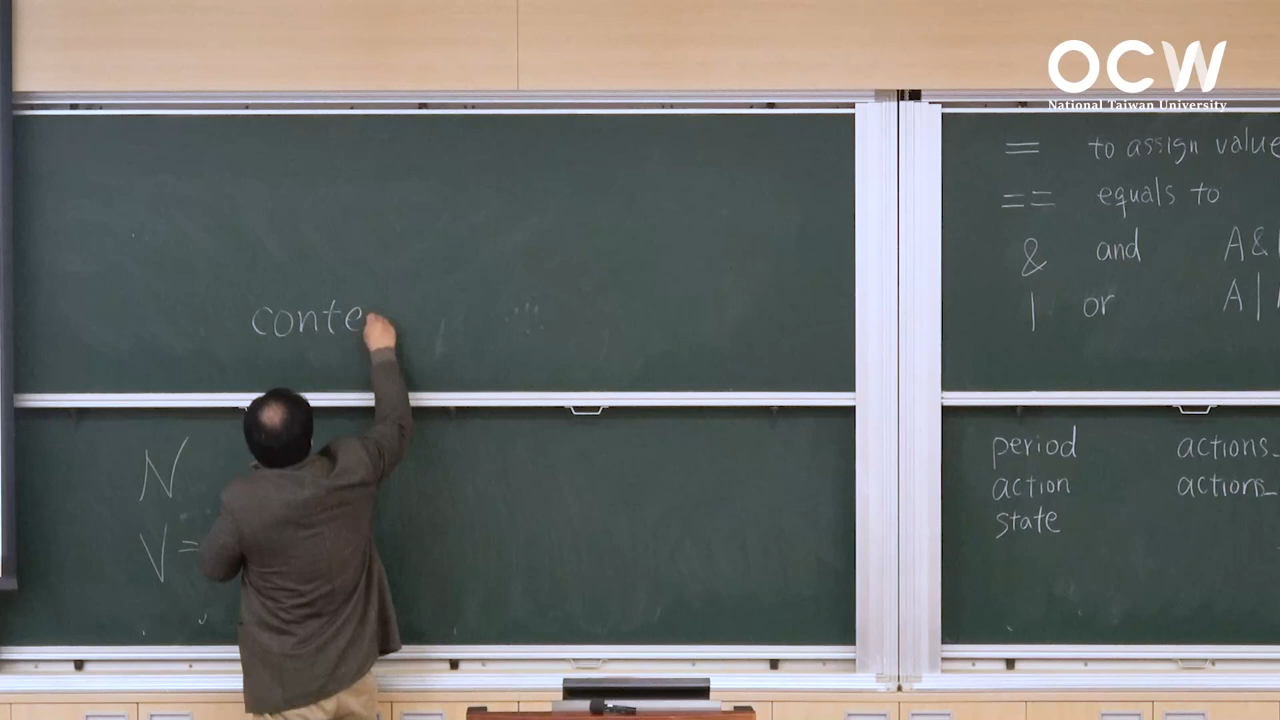 OCW
National Taiwan University
conte
N
V =
= to assign value
== equals to
& and A &
| or A |
period actions_
action actions_
state